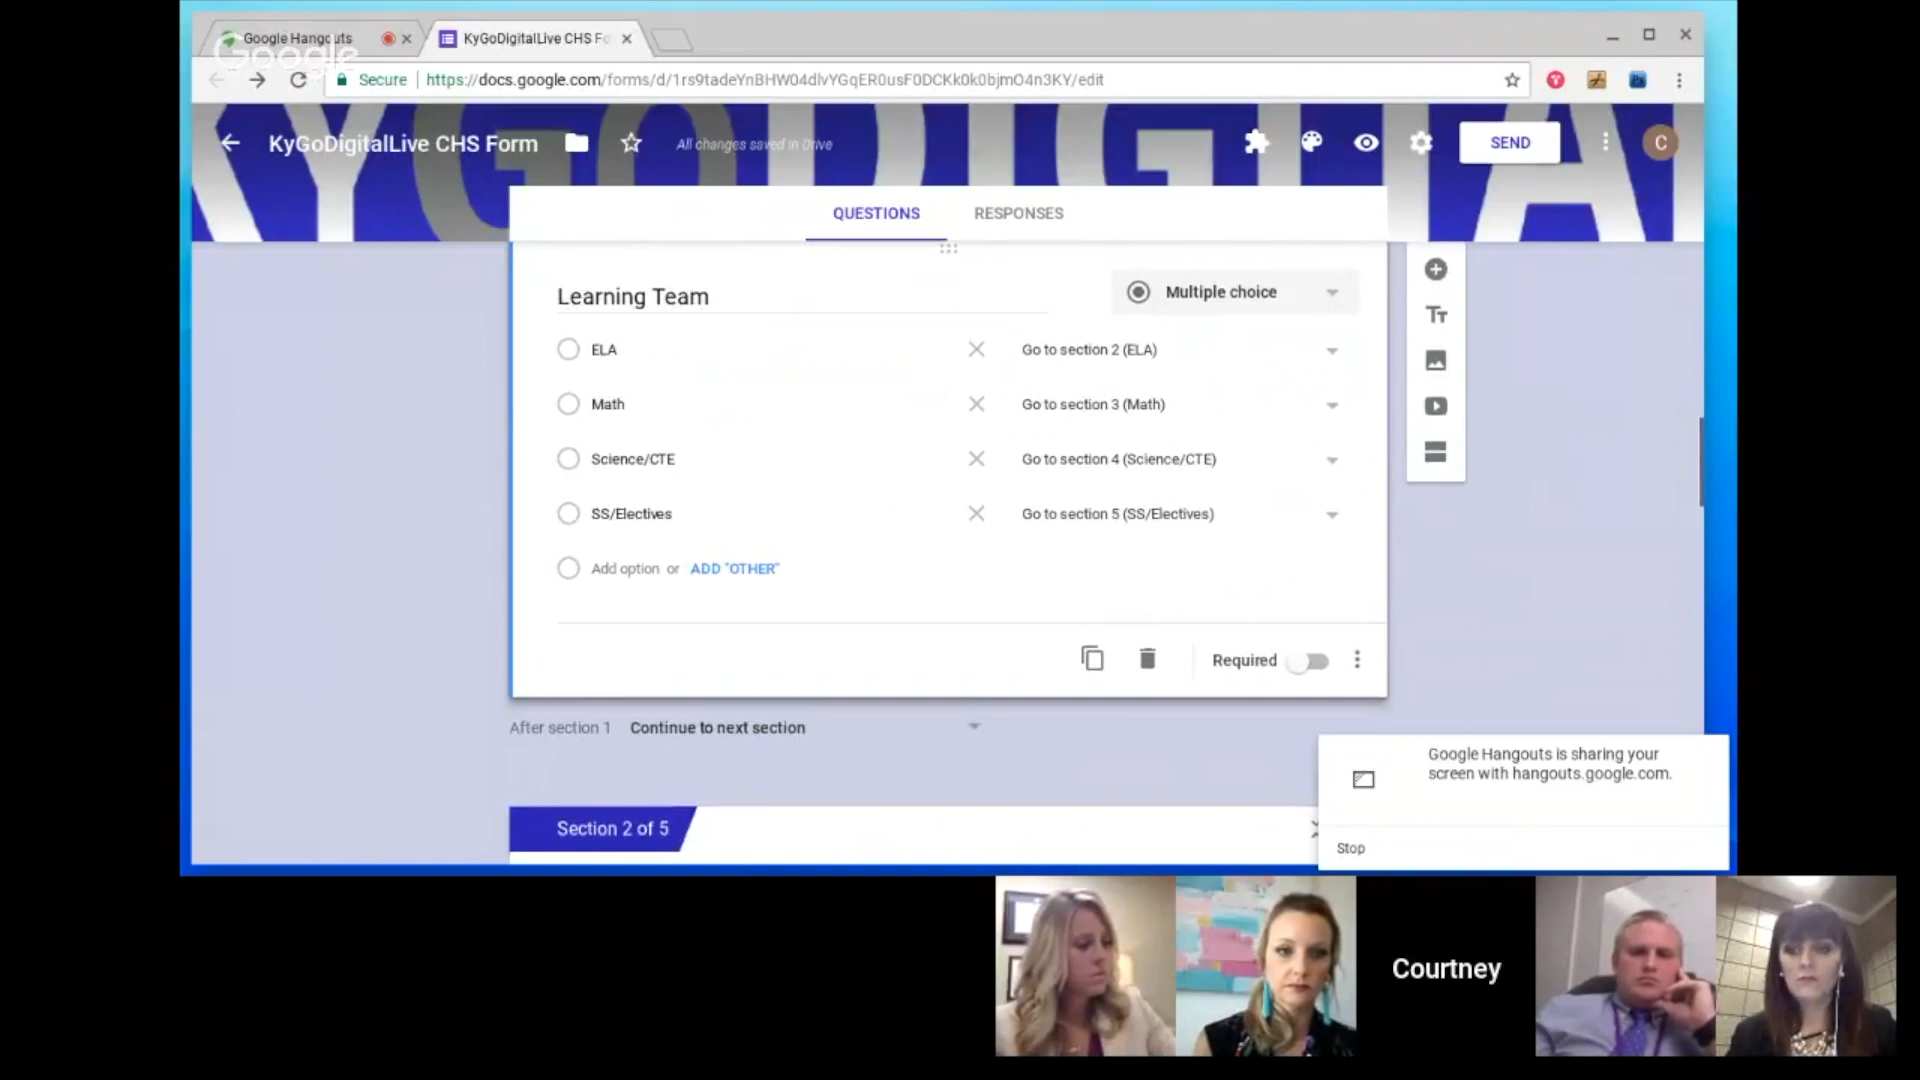 Google Hangouts
KyGoDigitalLive CHS Fo
Google
Secure https://docs.google.com/forms/d/1rs9tadeYnBHW04dlvYGqER0usF0DCKk0k0bjmO4n3KY/edit
KYGODIGITAL
KyGoDigitalLive CHS Form
All changes saved in Drive
SEND
C
QUESTIONS RESPONSES
Learning Team
Multiple choice
ELA Go to section 2 (ELA)
Math Go to section 3 (Math)
Science/CTE Go to section 4 (Science/CTE)
SS/Electives Go to section 5 (SS/Electives)
Add option or ADD "OTHER"
Required
After section 1 Continue to next section
Google Hangouts is sharing your
screen with hangouts.google.com.
Section 2 of 5
Stop
Courtney